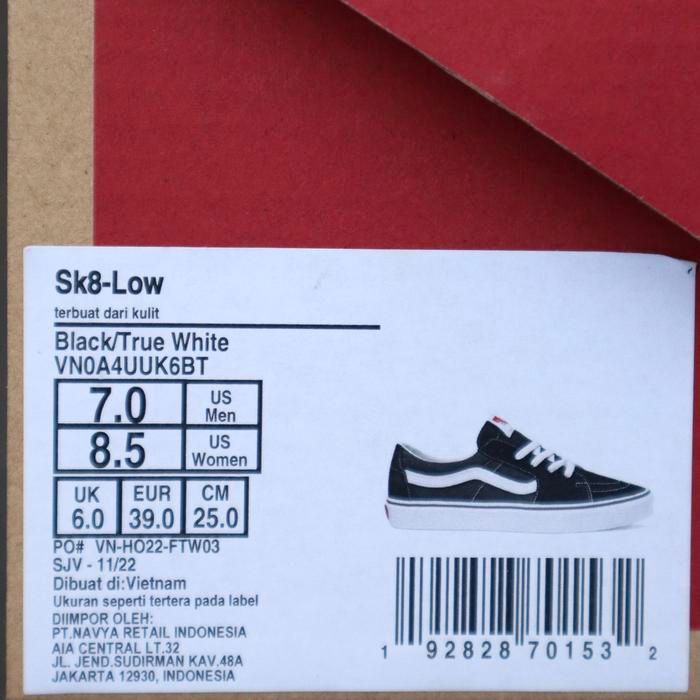 Sk8-Low
terbuat dari kulit
Black/True White
VN0A4UUK6BT
7.0 US Men
8.5 US Women
UK EUR CM
6.0 39.0 25.0
PO# VN-HO22-FTW03
SJV - 11/22
Dibuat di:Vietnam
Ukuran seperti tertera pada label
DIIMPOR OLEH:
PT.NAVYA RETAIL INDONESIA
AIA CENTRAL LT.32
JL. JEND.SUDIRMAN KAV.48A
JAKARTA 12930, INDONESIA
1 92828 70153 2